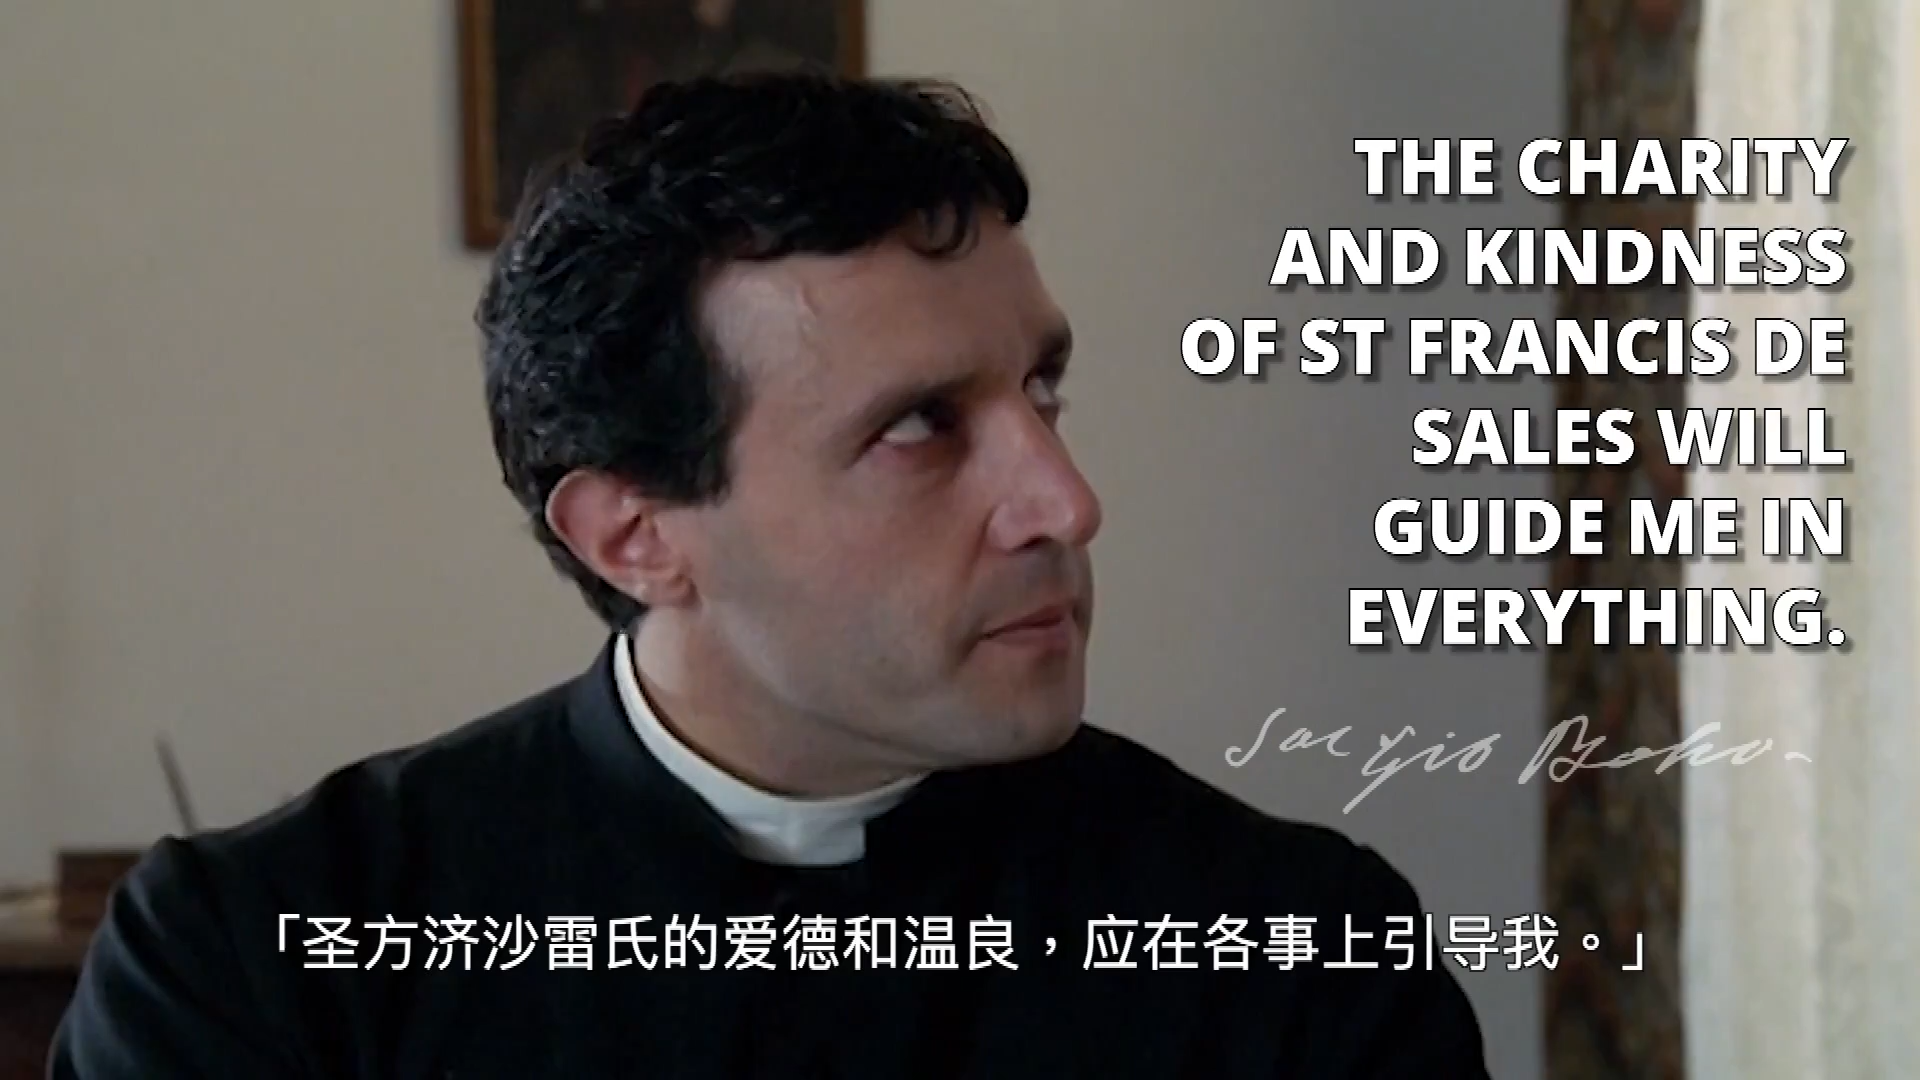 THE CHARITY
AND KINDNESS
OF ST FRANCIS DE
SALES WILL
GUIDE ME IN
EVERYTHING.
「圣方济沙雷氏的爱德和温良，应在各事上引导我。」